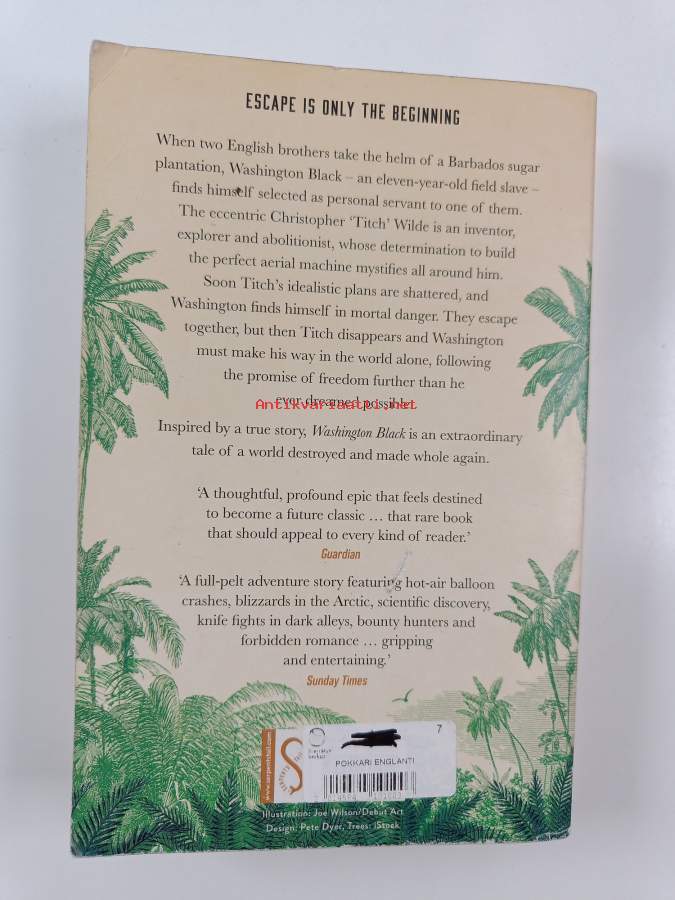 ESCAPE IS ONLY THE BEGINNING
When two English brothers take the helm of a Barbados sugar
plantation, Washington Black – an eleven-year-old field slave –
finds himself selected as personal servant to one of them.
The eccentric Christopher ‘Titch’ Wilde is an inventor,
explorer and abolitionist, whose determination to build
the perfect aerial machine mystifies all around him.
Soon Titch’s idealistic plans are shattered, and
Washington finds himself in mortal danger. They escape
together, but then Titch disappears and Washington
must make his way in the world alone, following
the promise of freedom further than he
ever dreamed possible.
Antikvariaatti.net
Inspired by a true story, Washington Black is an extraordinary
tale of a world destroyed and made whole again.
‘A thoughtful, profound epic that feels destined
to become a future classic … that rare book
that should appeal to every kind of reader.’
Guardian
‘A full-pelt adventure story featuring hot-air balloon
crashes, blizzards in the Arctic, scientific discovery,
knife fights in dark alleys, bounty hunters and
forbidden romance … gripping
and entertaining.’
Sunday Times
www.serpentstail.com
7
POKKARI ENGLANTI
Illustration: Joe Wilson/Debut Art
Design: Pete Dyer, Trees: iStock